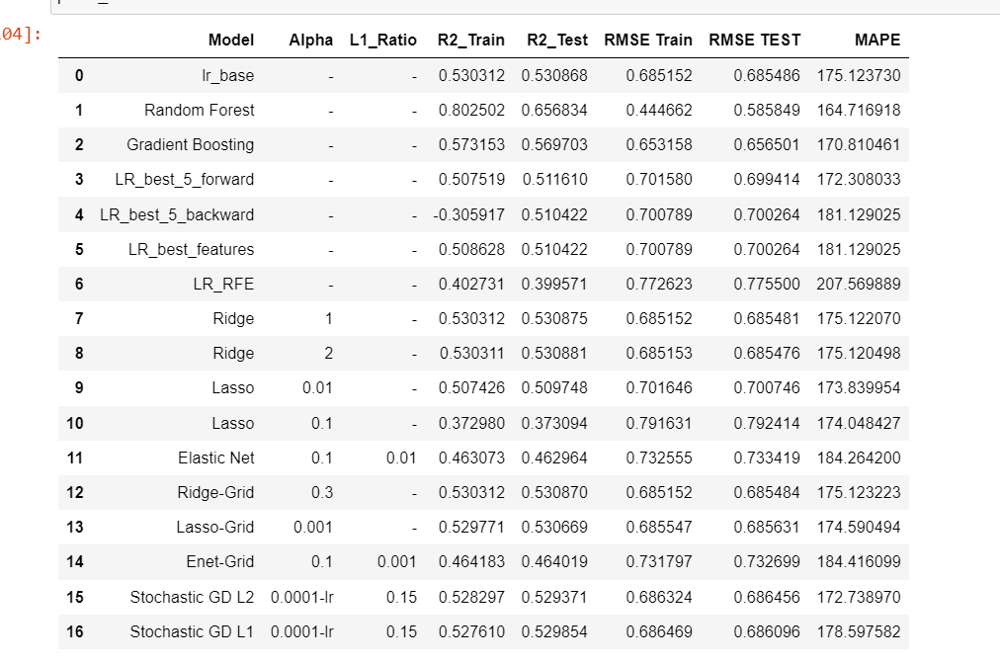 04]:
Model Alpha L1_Ratio R2_Train R2_Test RMSE Train RMSE TEST MAPE
0 lr_base - - 0.530312 0.530868 0.685152 0.685486 175.123730
1 Random Forest - - 0.802502 0.656834 0.444662 0.585849 164.716918
2 Gradient Boosting - - 0.573153 0.569703 0.653158 0.656501 170.810461
3 LR_best_5_forward - - 0.507519 0.511610 0.701580 0.699414 172.308033
4 LR_best_5_backward - - -0.305917 0.510422 0.700789 0.700264 181.129025
5 LR_best_features - - 0.508628 0.510422 0.700789 0.700264 181.129025
6 LR_RFE - - 0.402731 0.399571 0.772623 0.775500 207.569889
7 Ridge 1 - 0.530312 0.530875 0.685152 0.685481 175.122070
8 Ridge 2 - 0.530311 0.530881 0.685153 0.685476 175.120498
9 Lasso 0.01 - 0.507426 0.509748 0.701646 0.700746 173.839954
10 Lasso 0.1 - 0.372980 0.373094 0.791631 0.792414 174.048427
11 Elastic Net 0.1 0.01 0.463073 0.462964 0.732555 0.733419 184.264200
12 Ridge-Grid 0.3 - 0.530312 0.530870 0.685152 0.685484 175.123223
13 Lasso-Grid 0.001 - 0.529771 0.530669 0.685547 0.685631 174.590494
14 Enet-Grid 0.1 0.001 0.464183 0.464019 0.731797 0.732699 184.416099
15 Stochastic GD L2 0.0001-lr 0.15 0.528297 0.529371 0.686324 0.686456 172.738970
16 Stochastic GD L1 0.0001-lr 0.15 0.527610 0.529854 0.686469 0.686096 178.597582